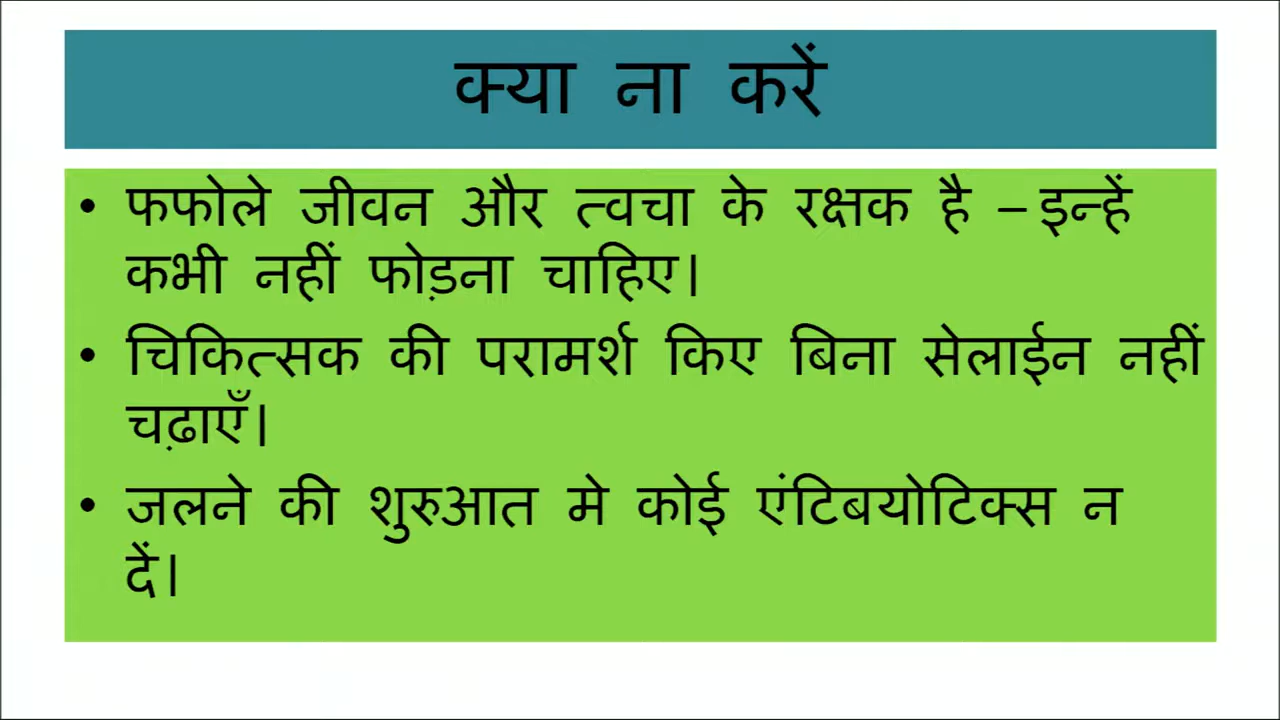 क्या ना करें
• फफोले जीवन और त्वचा के रक्षक है – इन्हें
कभी नहीं फोड़ना चाहिए।
• चिकित्सक की परामर्श किए बिना सेलाईन नहीं
चढ़ाएँ।
• जलने की शुरुआत मे कोई एंटिबयोटिक्स न
दें।